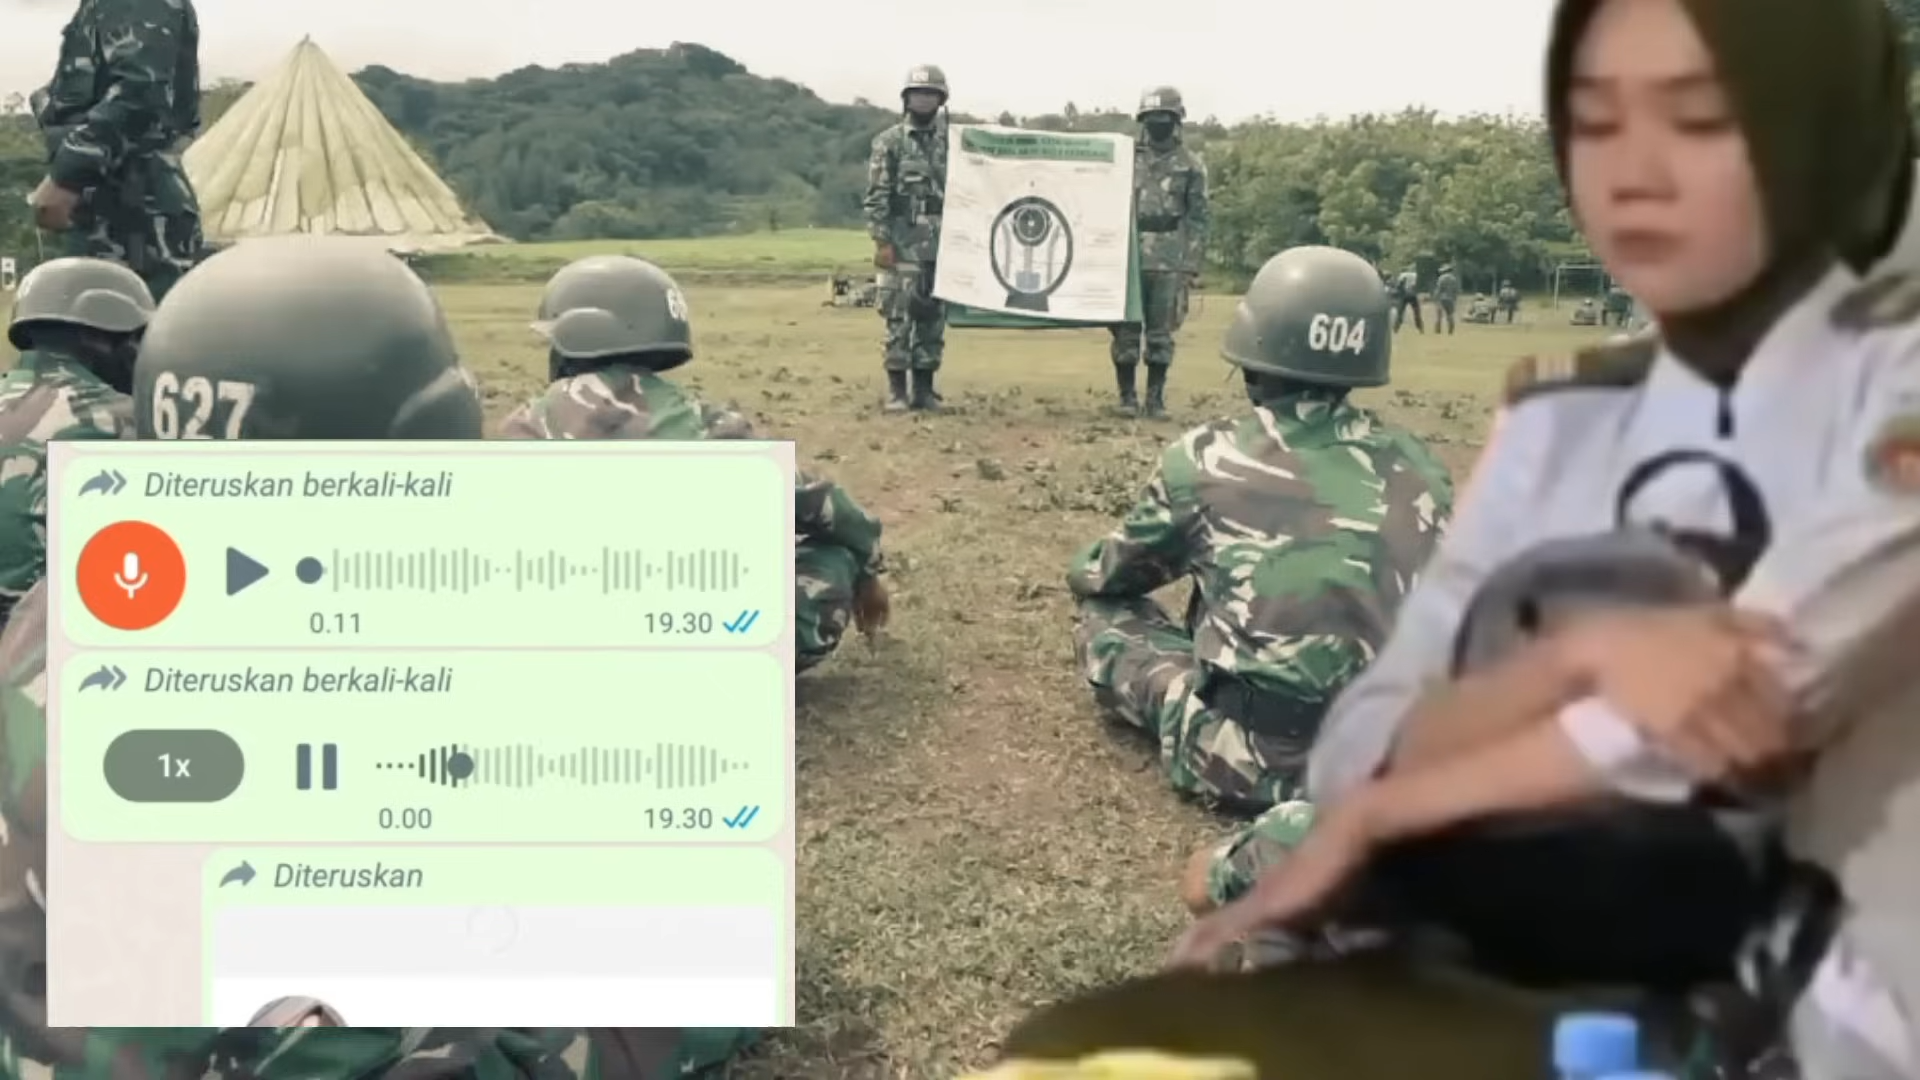 627
604
Diteruskan berkali-kali
0.11
19.30
Diteruskan berkali-kali
1x
0.00
19.30
Diteruskan